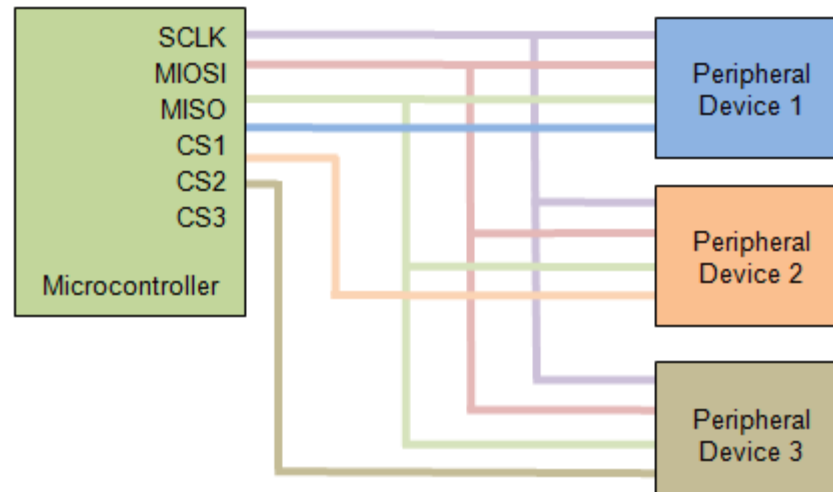 SCLK
MIOSI
MISO
CS1
CS2
CS3
Microcontroller
Peripheral
Device 1
Peripheral
Device 2
Peripheral
Device 3